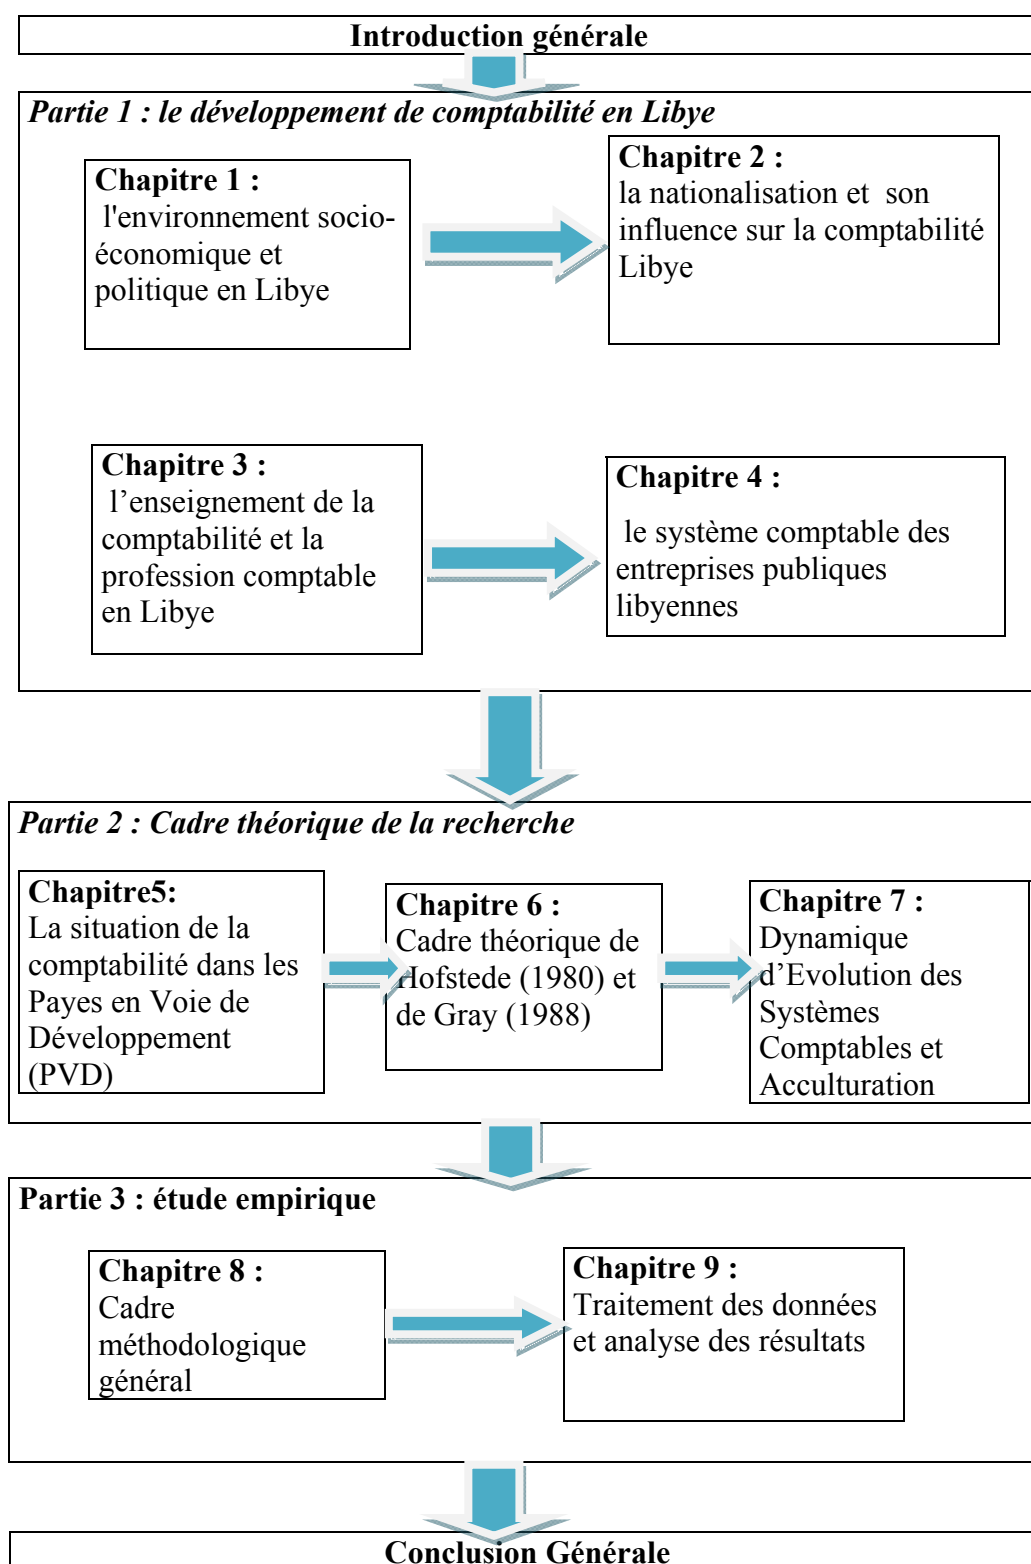 Introduction générale
Partie 1 : le développement de comptabilité en Libye
Chapitre 1 :
l'environnement socio-
économique et
politique en Libye
Chapitre 2 :
la nationalisation et son
influence sur la comptabilité
Libye
Chapitre 3 :
l’enseignement de la
comptabilité et la
profession comptable
en Libye
Chapitre 4 :
le système comptable des
entreprises publiques
libyennes
Partie 2 : Cadre théorique de la recherche
Chapitre5:
La situation de la
comptabilité dans les
Payes en Voie de
Développement
(PVD)
Chapitre 6 :
Cadre théorique de
Hofstede (1980) et
de Gray (1988)
Chapitre 7 :
Dynamique
d’Evolution des
Systèmes
Comptables et
Acculturation
Partie 3 : étude empirique
Chapitre 8 :
Cadre
méthodologique
général
Chapitre 9 :
Traitement des données
et analyse des résultats
Conclusion Générale